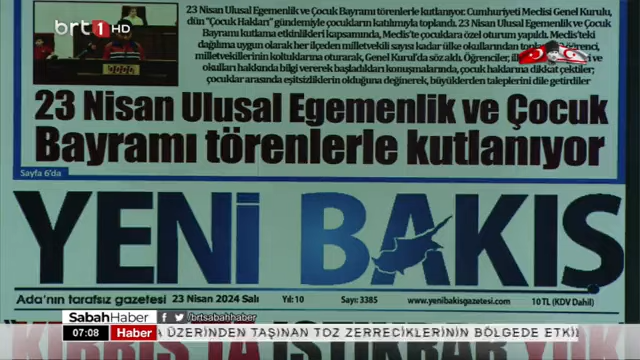 brt 1 HD
23 Nisan Ulusal Egemenlik ve Çocuk Bayramı törenlerle kutlanıyor. Cumhuriyet Meclisi Genel Kurulu,
dün “Çocuk Hakları” gündemiyle çocukların katılımıyla toplandı. 23 Nisan Ulusal Egemenlik ve Çocuk
Bayramı kutlama etkinlikleri kapsamında, Meclis'te çocuklara özel oturum yapıldı. Meclis'teki
dağılıma uygun olarak her ilçeden milletvekili sayısı kadar ülke okullarından toplam öğrenci,
milletvekillerinin koltuklarına oturarak, Genel Kurul'da söz aldı. Öğrenciler,
okulları hakkında bilgi vererek başladıkları konuşmalarında, çocuk haklarına dikkat çektiler;
çocuklar arasında eşitsizliklerin olduğuna değinerek, büyüklerden taleplerini dile getirdiler
23 Nisan Ulusal Egemenlik ve Çocuk
Bayramı törenlerle kutlanıyor
Sayfa 6'da
YENİ BAKIŞ
Ada'nın tarafsız gazetesi 23 Nisan 2024 Salı Yıl: 10 Sayı: 3385 www.yenibakisgazetesi.com 10 TL (KDV Dahil)
SabahHaber /brtsabahhaber
07:08 Haber A ÜZERİNDEN TAŞINAN TOZ ZERRECİKLERİNİN BÖLGEDE ETKİ